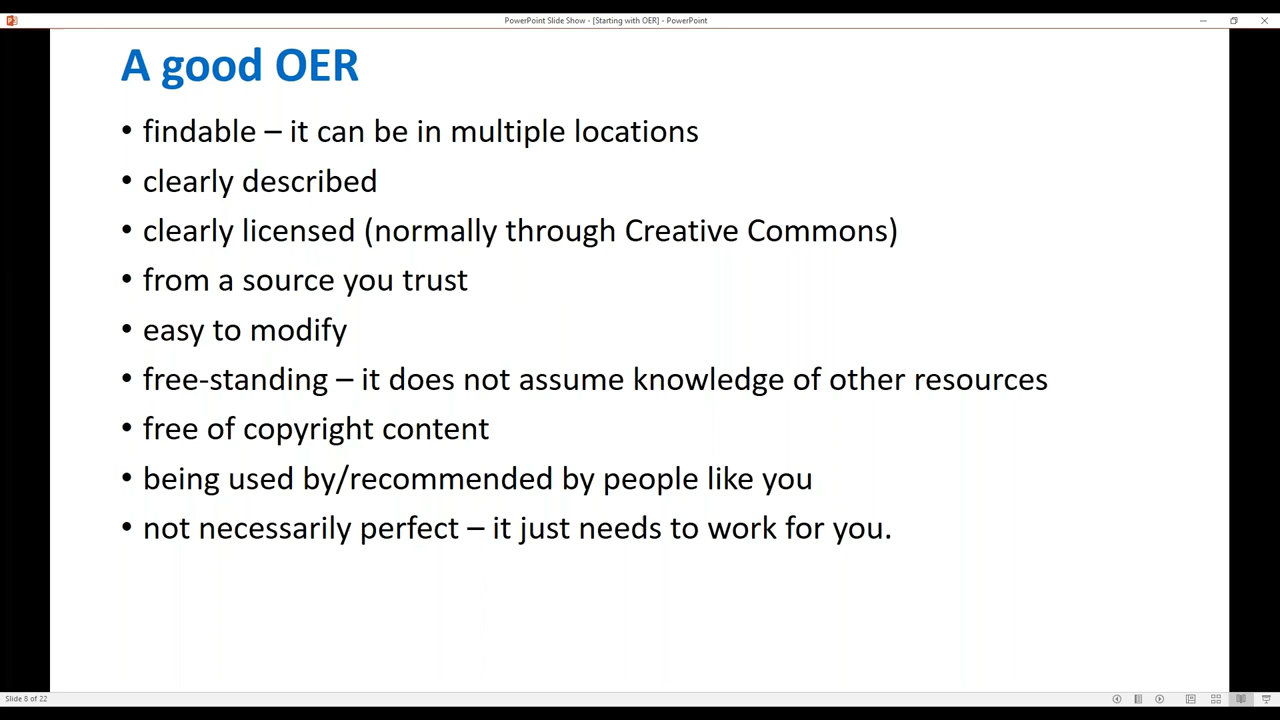 PowerPoint Slide Show - [Starting with OER] - PowerPoint
A good OER
• findable – it can be in multiple locations
• clearly described
• clearly licensed (normally through Creative Commons)
• from a source you trust
• easy to modify
• free-standing – it does not assume knowledge of other resources
• free of copyright content
• being used by/recommended by people like you
• not necessarily perfect – it just needs to work for you.
Slide 8 of 22